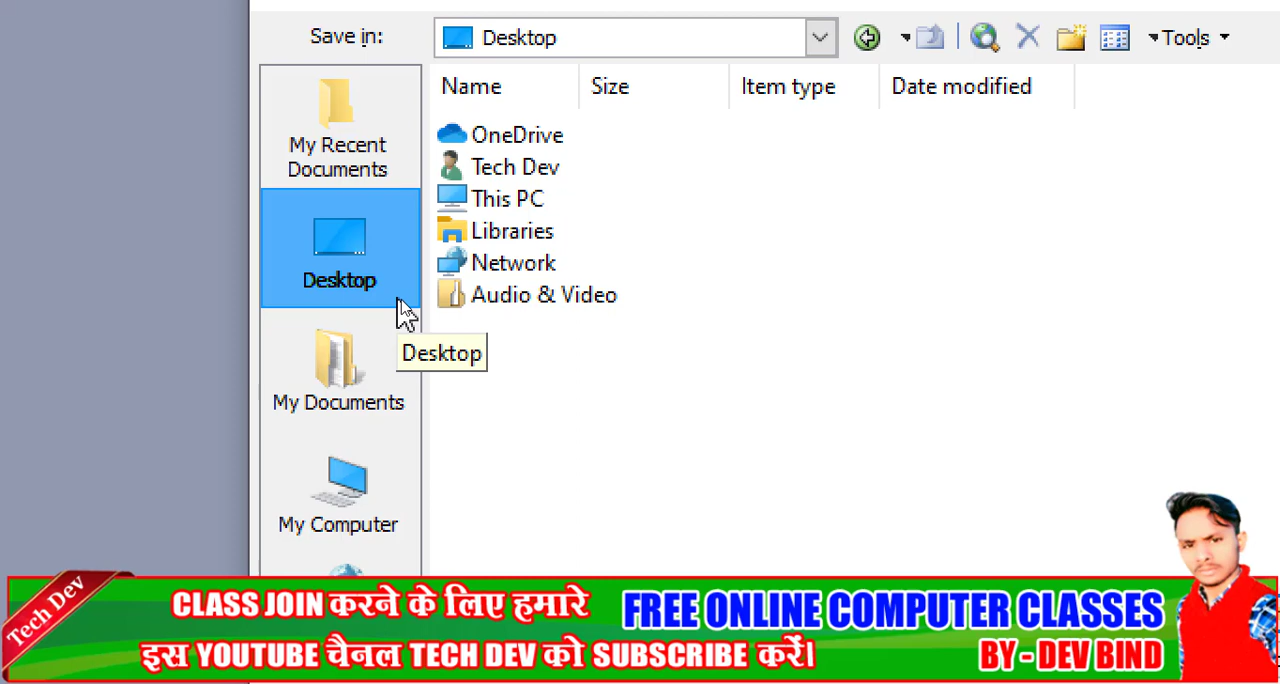 Save in:
Desktop
Tools
Name Size Item type Date modified
My Recent
Documents
Desktop
My Documents
My Computer
OneDrive
Tech Dev
This PC
Libraries
Network
Audio & Video
Desktop
Tech Dev
CLASS JOIN करने के लिए हमारे
इस YOUTUBE चैनल TECH DEV को SUBSCRIBE करें।
FREE ONLINE COMPUTER CLASSES
BY - DEV BIND